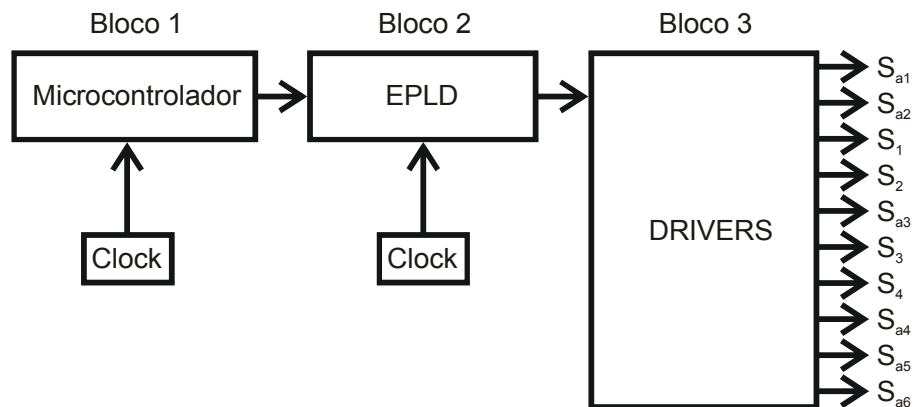 Bloco 1
Bloco 2
Bloco 3
Microcontrolador
EPLD
DRIVERS
Clock
Clock
Sa1
Sa2
S1
S2
Sa3
S3
S4
Sa4
Sa5
Sa6